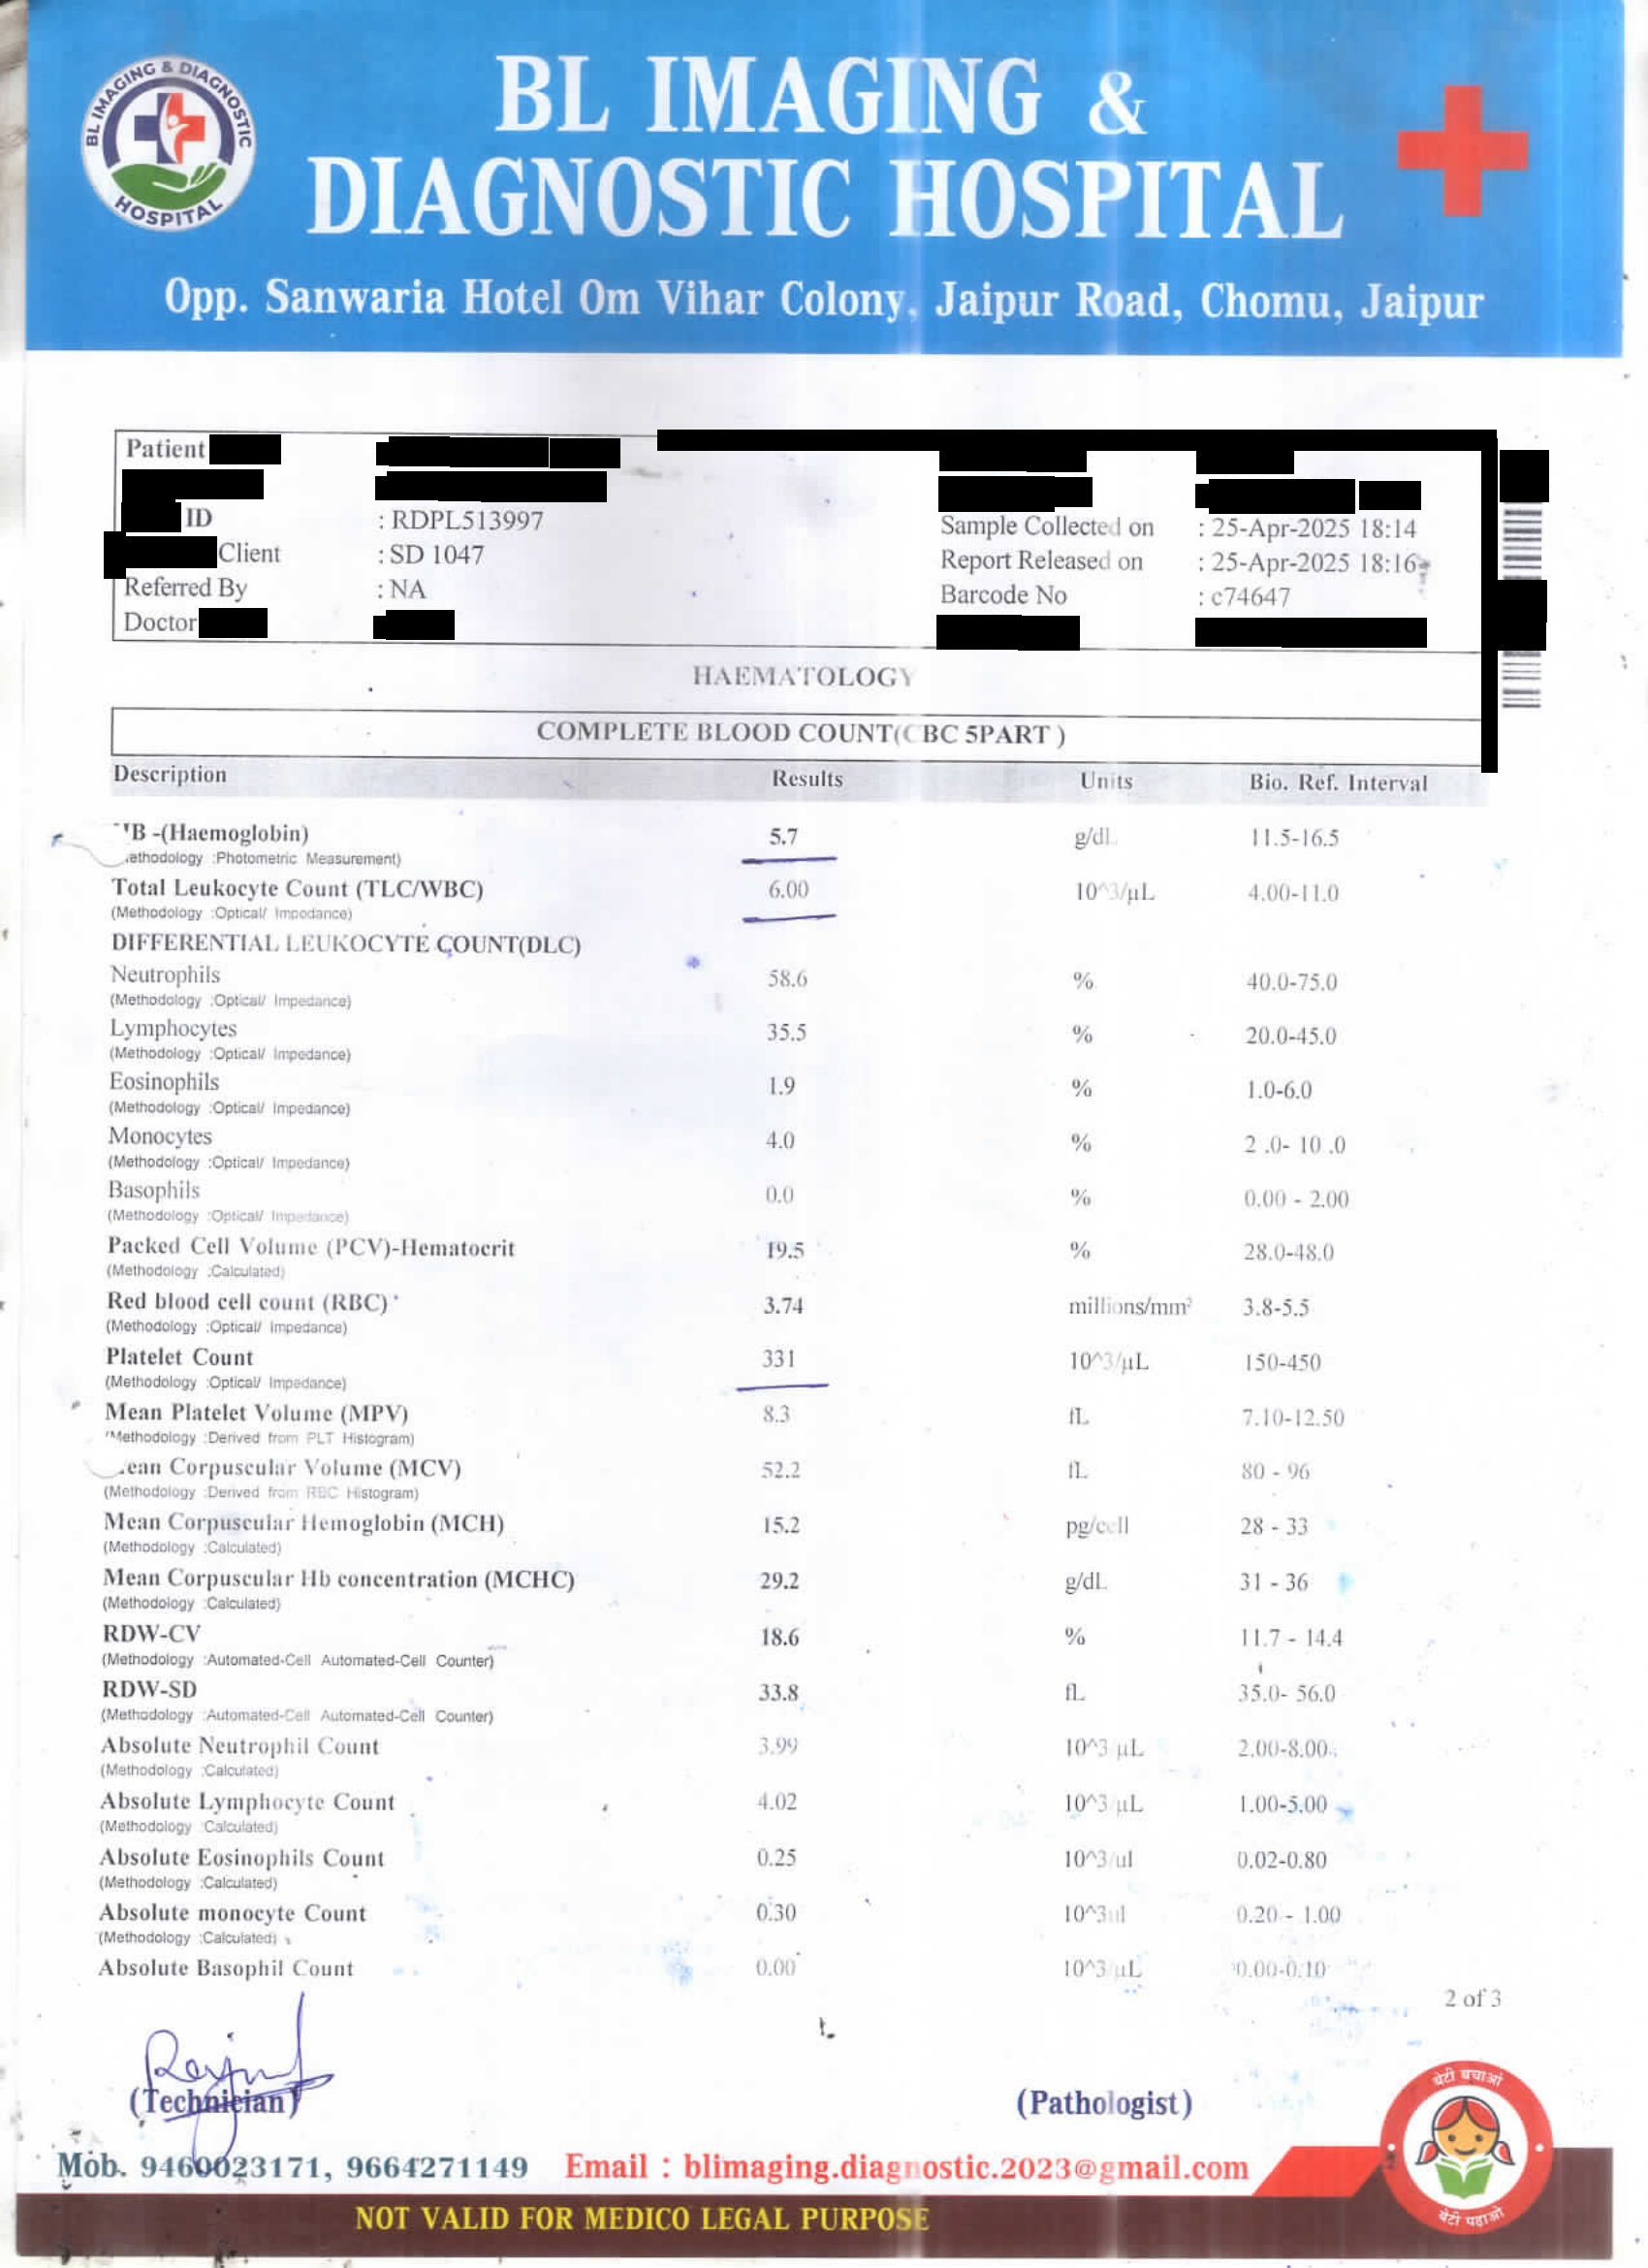 BL IMAGING & DIAGNOSTIC
HOSPITAL
BL IMAGING &
DIAGNOSTIC HOSPITAL
Opp. Sanwaria Hotel Om Vihar Colony, Jaipur Road, Chomu, Jaipur
Patient
ID : RDPL513997 Sample Collected on : 25-Apr-2025 18:14
Client : SD 1047 Report Released on : 25-Apr-2025 18:16
Referred By : NA Barcode No : c74647
Doctor
HAEMATOLOGY
COMPLETE BLOOD COUNT(CBC 5PART )
Description Results Units Bio. Ref. Interval
-(Haemoglobin) 5.7 g/dL 11.5-16.5
:Photometric Measurement)
Total Leukocyte Count (TLC/WBC) 6.00 10^3/µL 4.00-11.0
(Methodology :Optical/ Impedance)
DIFFERENTIAL LEUKOCYTE COUNT(DLC)
Neutrophils 58.6 % 40.0-75.0
(Methodology :Optical/ Impedance)
Lymphocytes 35.5 % 20.0-45.0
(Methodology :Optical/ Impedance)
Eosinophils 1.9 % 1.0-6.0
(Methodology :Optical/ Impedance)
Monocytes 4.0 % 2 .0- 10 .0
(Methodology :Optical/ Impedance)
Basophils 0.0 % 0.00 - 2.00
(Methodology :Optical/ Impedance)
Packed Cell Volume (PCV)-Hematocrit 19.5 % 28.0-48.0
(Methodology :Calculated)
Red blood cell count (RBC) 3.74 millions/mm² 3.8-5.5
(Methodology :Optical/ Impedance)
Platelet Count 331 10^3/µL 150-450
(Methodology :Optical/ Impedance)
Mean Platelet Volume (MPV) 8.3 fL 7.10-12.50
:Derived from PLT Histogram)
Corpuscular Volume (MCV) 52.2 fL 80 - 96
(Methodology :Derived from RBC Histogram)
Mean Corpuscular Hemoglobin (MCH) 15.2 pg/cell 28 - 33
(Methodology :Calculated)
Mean Corpuscular Hb concentration (MCHC) 29.2 g/dL 31 - 36
(Methodology :Calculated)
RDW-CV 18.6 % 11.7 - 14.4
(Methodology :Automated-Cell Automated-Cell Counter)
RDW-SD 33.8 fL 35.0- 56.0
(Methodology :Automated-Cell Automated-Cell Counter)
Absolute Neutrophil Count 3.99 10^3 µL 2.00-8.00
(Methodology :Calculated)
Absolute Lymphocyte Count 4.02 10^3 µL 1.00-5.00
(Methodology :Calculated)
Absolute Eosinophils Count 0.25 10^3/ul 0.02-0.80
(Methodology :Calculated)
Absolute monocyte Count 0.30 10^3ul 0.20 - 1.00
(Methodology :Calculated)
Absolute Basophil Count 0.00 10^3/µL 0.00-0.10
2 of 3
(Technician) (Pathologist)
बेटी बचाओ
बेटी पढ़ाओ
Mob. 9460023171, 9664271149 Email : blimaging.diagnostic.2023@gmail.com
NOT VALID FOR MEDICO LEGAL PURPOSE